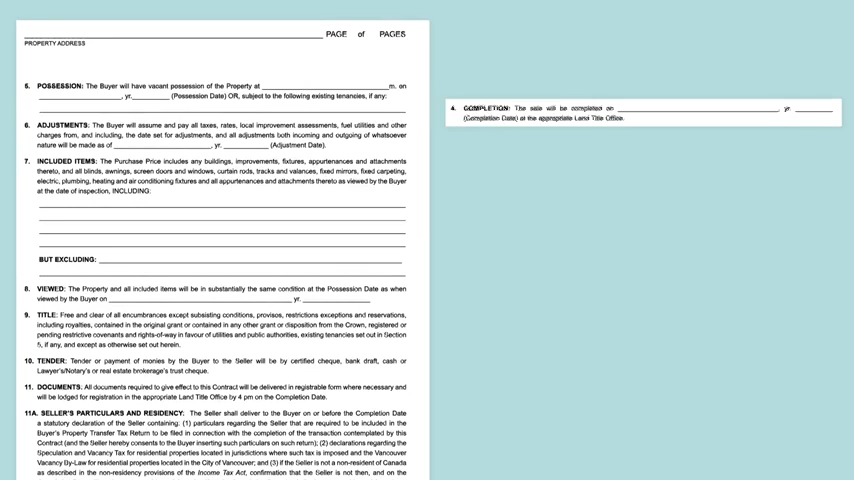 PAGE of PAGES
PROPERTY ADDRESS
5. POSSESSION: The Buyer will have vacant possession of the Property at ____ m. on
____, yr. ____ (Possession Date) OR, subject to the following existing tenancies, if any:
6. ADJUSTMENTS: The Buyer will assume and pay all taxes, rates, local improvement assessments, fuel utilities and other
charges from, and including, the date set for adjustments, and all adjustments both incoming and outgoing of whatsoever
nature will be made as of ____, yr. ____ (Adjustment Date).
7. INCLUDED ITEMS: The Purchase Price includes any buildings, improvements, fixtures, appurtenances and attachments
thereto, and all blinds, awnings, screen doors and windows, curtain rods, tracks and valances, fixed mirrors, fixed carpeting,
electric, plumbing, heating and air conditioning fixtures and all appurtenances and attachments thereto as viewed by the Buyer
at the date of inspection, INCLUDING:
BUT EXCLUDING: ____
8. VIEWED: The Property and all included items will be in substantially the same condition at the Possession Date as when
viewed by the Buyer on ____ yr. ____
9. TITLE: Free and clear of all encumbrances except subsisting conditions, provisos, restrictions exceptions and reservations,
including royalties, contained in the original grant or contained in any other grant or disposition from the Crown, registered or
pending restrictive covenants and rights-of-way in favour of utilities and public authorities, existing tenancies set out in Section
5, if any, and except as otherwise set out herein.
10. TENDER: Tender or payment of monies by the Buyer to the Seller will be by certified cheque, bank draft, cash or
Lawyer's/Notary's or real estate brokerage's trust cheque.
11. DOCUMENTS: All documents required to give effect to this Contract will be delivered in registrable form where necessary and
will be lodged for registration in the appropriate Land Title Office by 4 pm on the Completion Date.
11A. SELLER'S PARTICULARS AND RESIDENCY: The Seller shall deliver to the Buyer on or before the Completion Date
a statutory declaration of the Seller containing: (1) particulars regarding the Seller that are required to be included in the
Buyer's Property Transfer Tax Return to be filed in connection with the completion of the transaction contemplated by this
Contract (and the Seller hereby consents to the Buyer inserting such particulars on such return); (2) declarations regarding the
Speculation and Vacancy Tax for residential properties located in jurisdictions where such tax is imposed and the Vancouver
Vacancy By-Law for residential properties located in the City of Vancouver; and (3) if the Seller is not a non-resident of Canada
as described in the non-residency provisions of the Income Tax Act, confirmation that the Seller is not then, and on the
4. COMPLETION: The sale will be completed on ____, yr. ____
(Completion Date) at the appropriate Land Title Office.